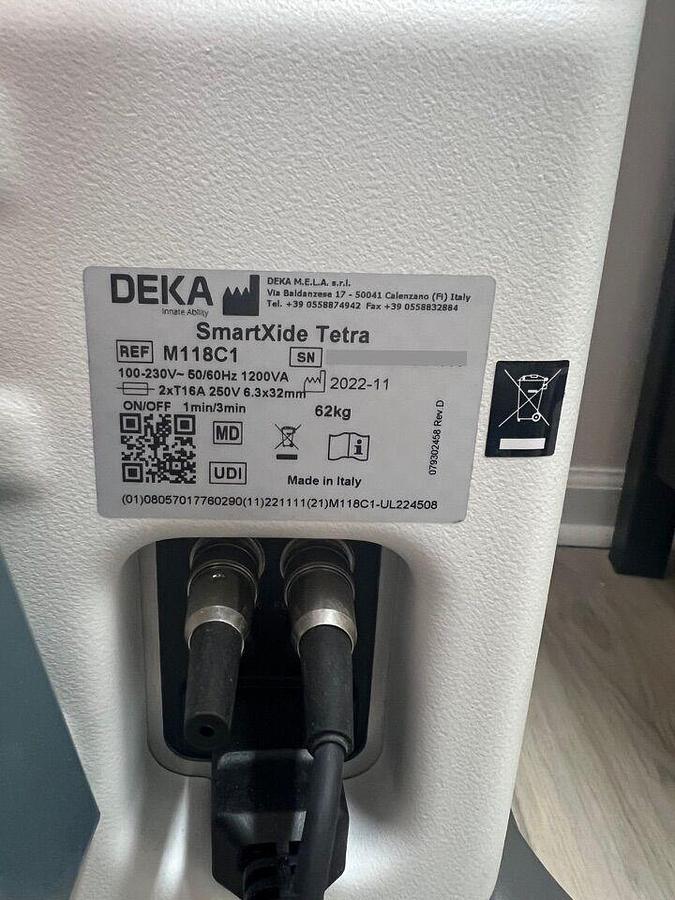 DEKA
Innate Ability
DEKA M.E.L.A. s.r.l.
Via Baldanzese 17 - 50041 Calenzano (FI) Italy
Tel. +39 0558874942 Fax +39 0558832884
SmartXide Tetra
REF M118C1 SN
100-230V~ 50/60Hz 1200VA
2022-11
2xT16A 250V 6.3x32mm
ON/OFF 1min/3min
62kg
MD
UDI
Made in Italy
079302458 Rev.D
(01)08057017760290(11)221111(21)M118C1-UL224508